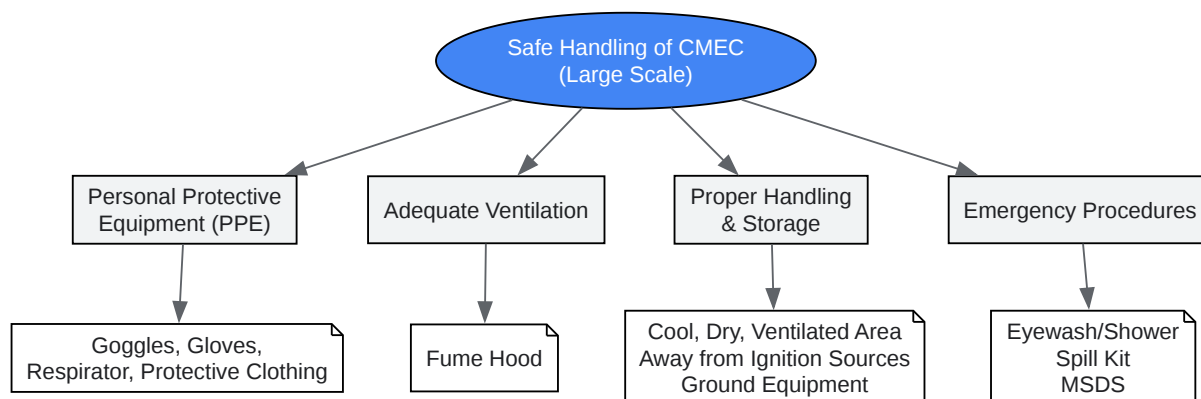 Safe Handling of CMEC
(Large Scale)
Personal Protective
Equipment (PPE)
Adequate Ventilation
Proper Handling
& Storage
Emergency Procedures
Goggles, Gloves,
Respirator, Protective Clothing
Fume Hood
Cool, Dry, Ventilated Area
Away from Ignition Sources
Ground Equipment
Eyewash/Shower
Spill Kit
MSDS